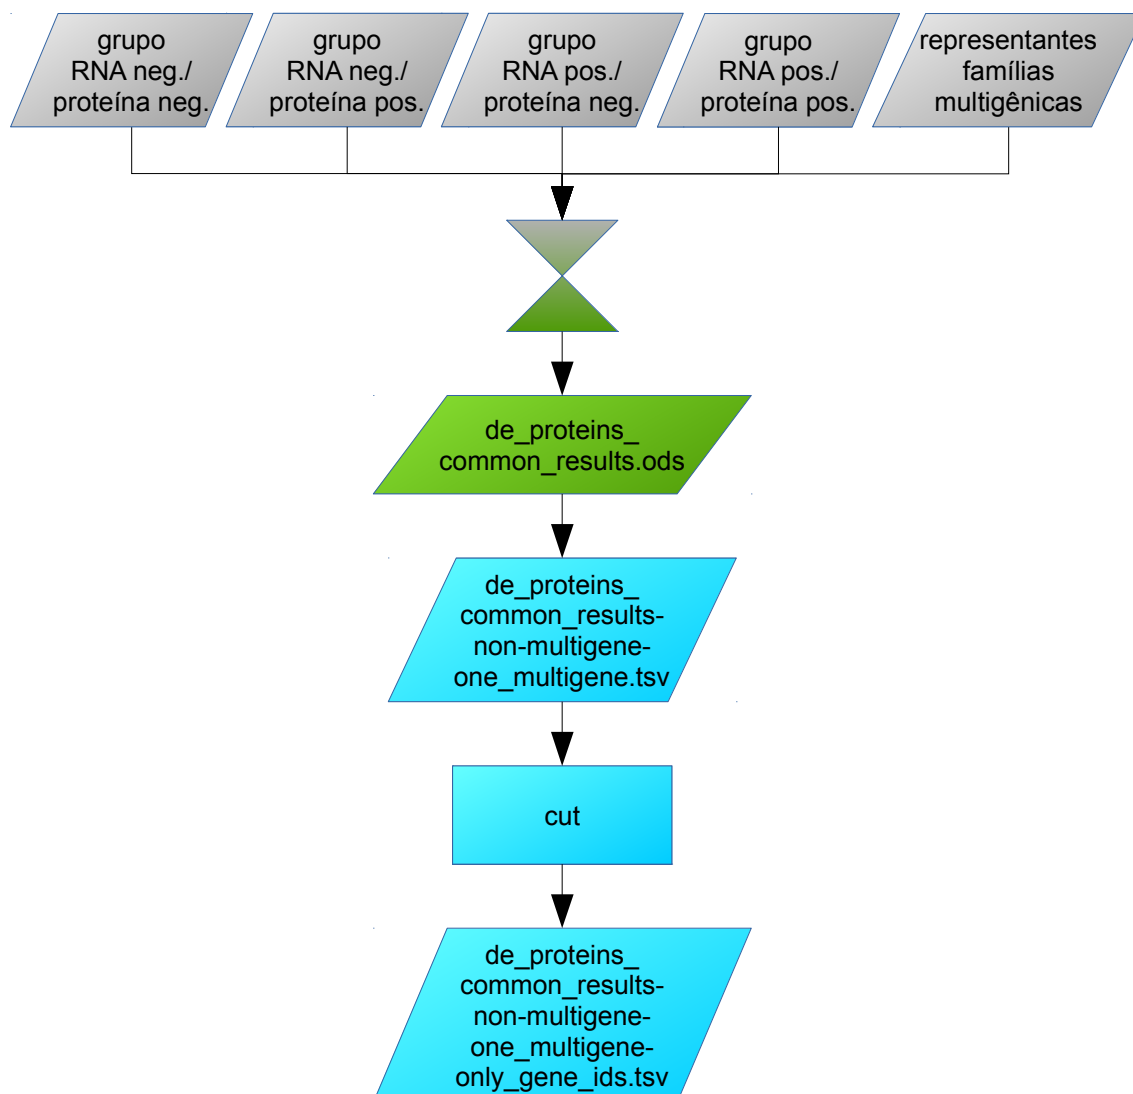 grupo
RNA neg./
proteína neg.
grupo
RNA neg./
proteína pos.
grupo
RNA pos./
proteína neg.
grupo
RNA pos./
proteína pos.
representantes
famílias
multigênicas
de_proteins_
common_results.ods
de_proteins_
common_results-
non-multigene-
one_multigene.tsv
cut
de_proteins_
common_results-
non-multigene-
one_multigene-
only_gene_ids.tsv